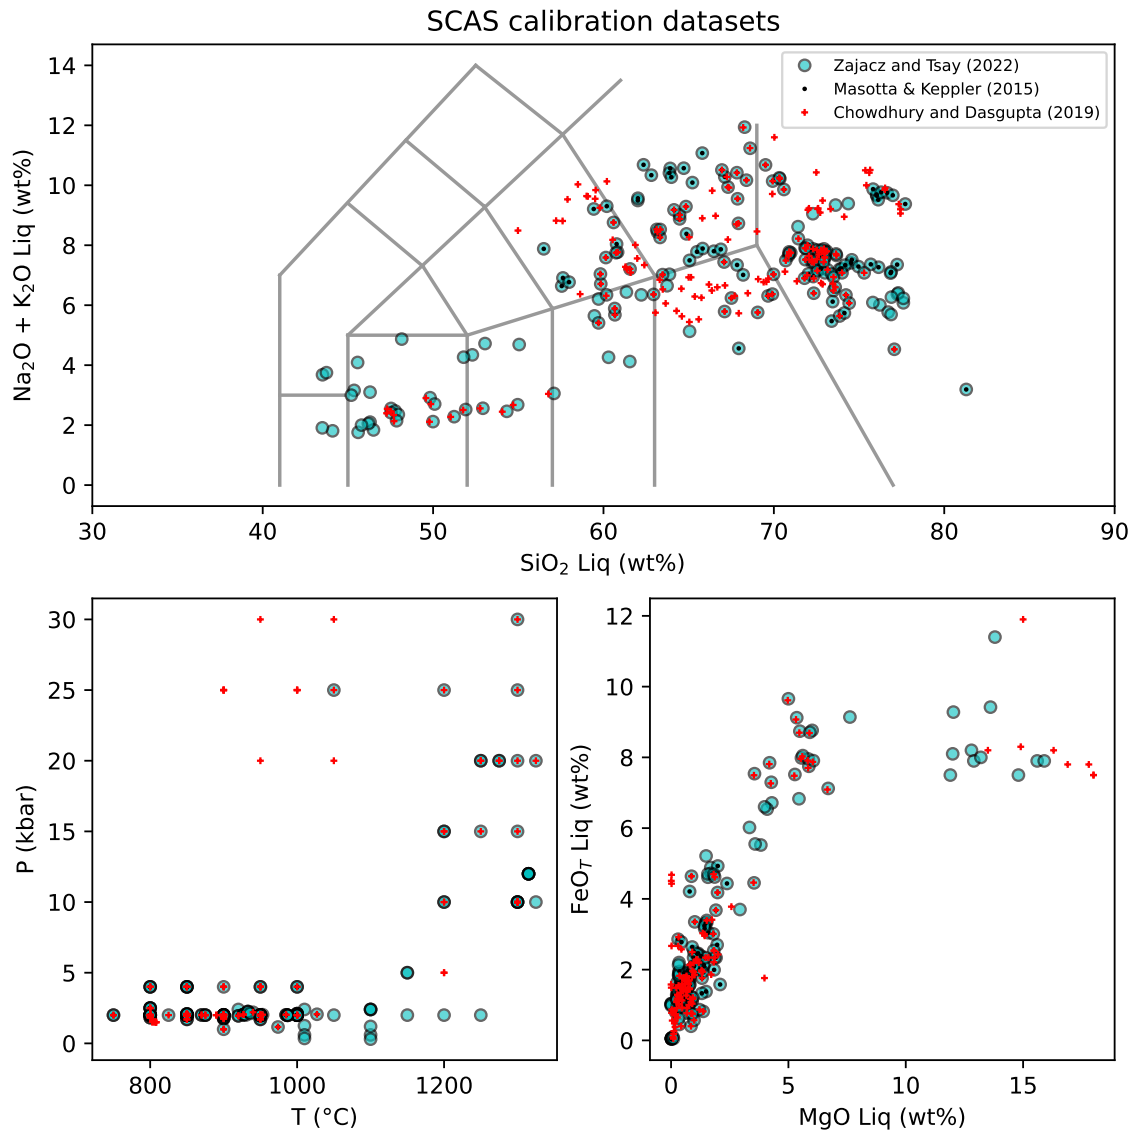 SCAS calibration datasets
Zajacz and Tsay (2022)
Masotta & Keppler (2015)
Chowdhury and Dasgupta (2019)
Na₂O + K₂O Liq (wt%)
14
12
10
8
6
4
2
0
30 40 50 60 70 80 90
SiO₂ Liq (wt%)
P (kbar)
30
25
20
15
10
5
0
800 1000 1200
T (°C)
FeO_T Liq (wt%)
12
10
8
6
4
2
0
0 5 10 15
MgO Liq (wt%)